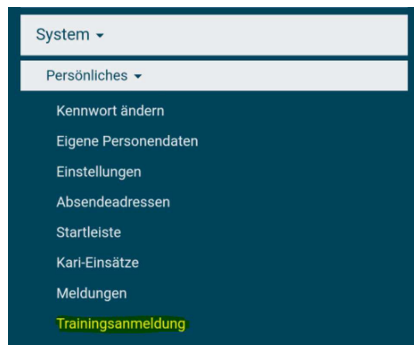 System
Persönliches
Kennwort ändern
Eigene Personendaten
Einstellungen
Absendeadressen
Startleiste
Kari-Einsätze
Meldungen
Trainingsanmeldung